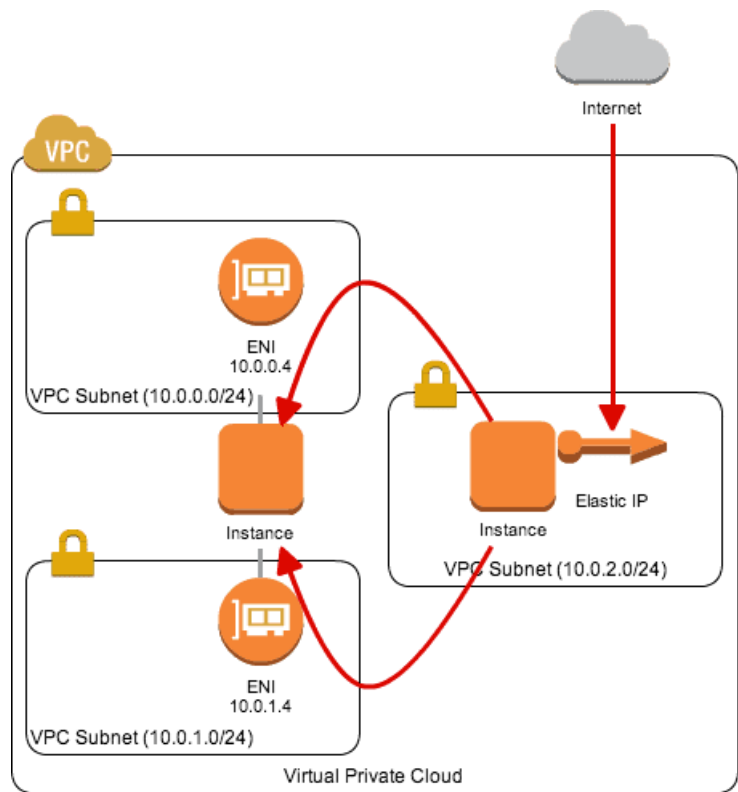 Internet
VPC
ENI
10.0.0.4
VPC Subnet (10.0.0.0/24)
Instance
Elastic IP
Instance
VPC Subnet (10.0.2.0/24)
ENI
10.0.1.4
VPC Subnet (10.0.1.0/24)
Virtual Private Cloud